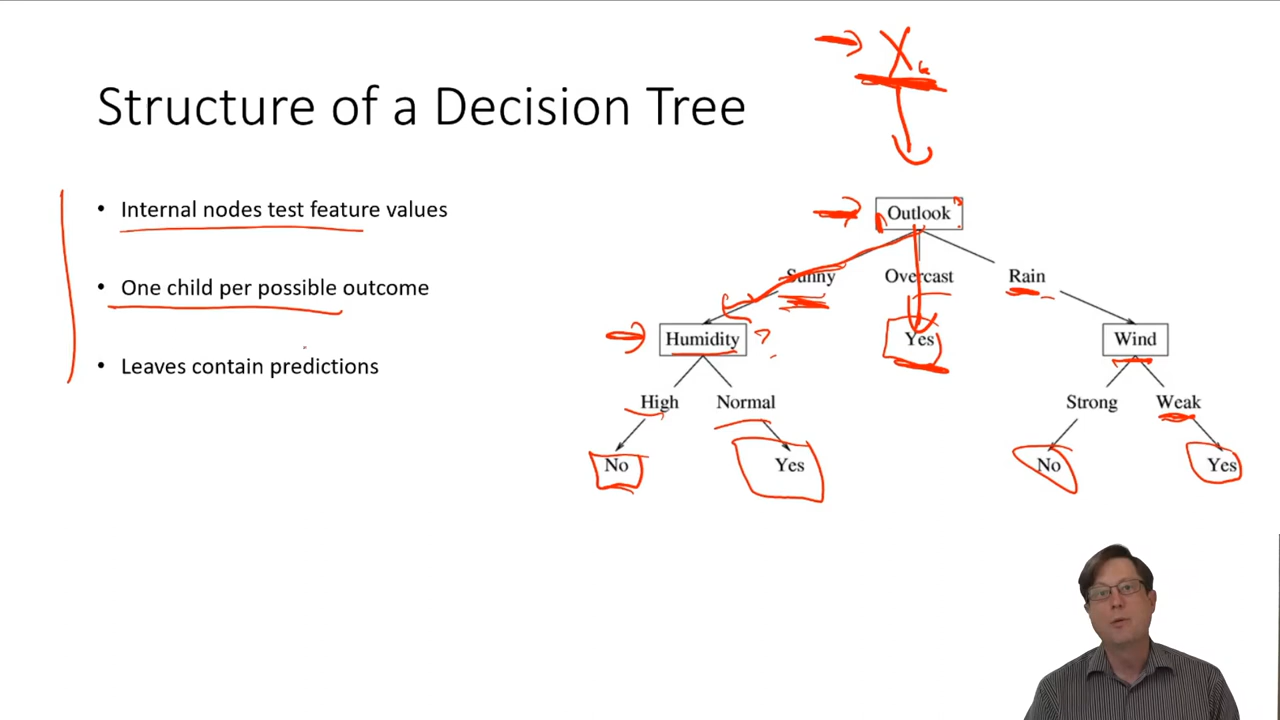 Structure of a Decision Tree
• Internal nodes test feature values
• One child per possible outcome
• Leaves contain predictions
X
Outlook
Sunny Overcast Rain
Humidity ? Yes Wind
High Normal Strong Weak
No Yes No Yes